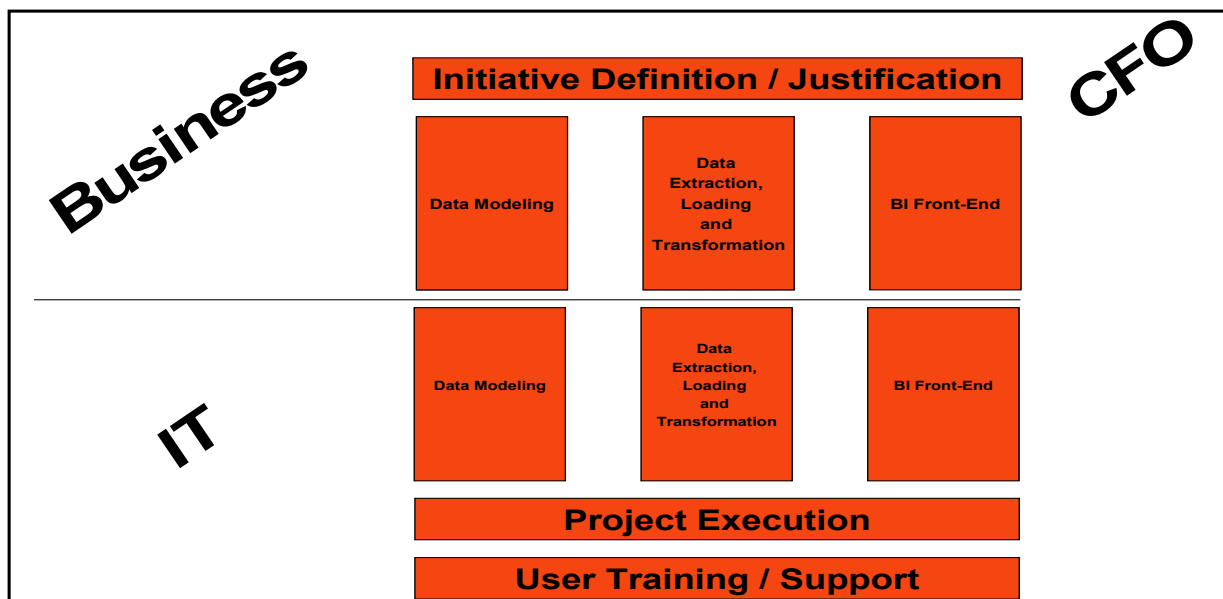 Business
CFO
Initiative Definition / Justification
Data Modeling
Data
Extraction,
Loading
and
Transformation
BI Front-End
IT
Data Modeling
Data
Extraction,
Loading
and
Transformation
BI Front-End
Project Execution
User Training / Support